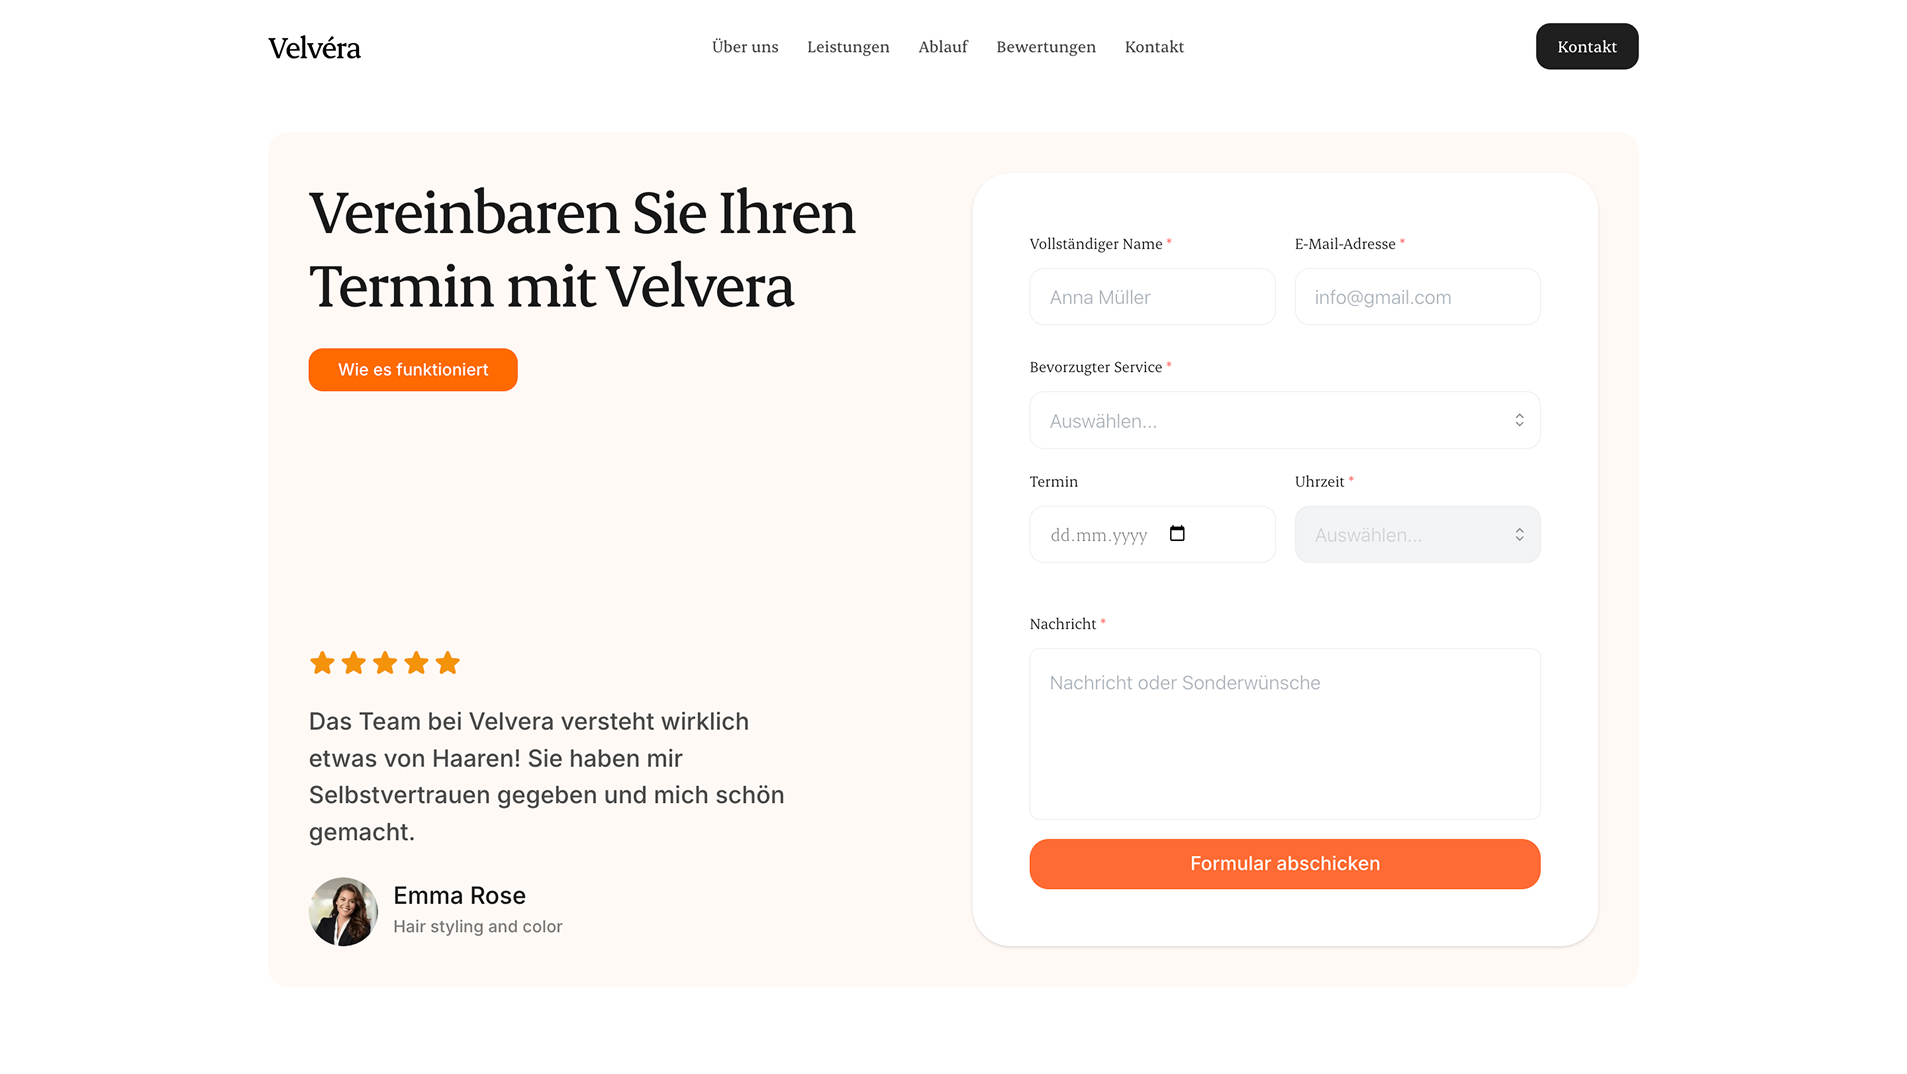 Velvéra
Über uns
Leistungen
Ablauf
Bewertungen
Kontakt
Kontakt
Vereinbaren Sie Ihren
Termin mit Velvera
Wie es funktioniert
Das Team bei Velvera versteht wirklich
etwas von Haaren! Sie haben mir
Selbstvertrauen gegeben und mich schön
gemacht.
Emma Rose
Hair styling and color
Vollständiger Name *
Anna Müller
E-Mail-Adresse *
info@gmail.com
Bevorzugter Service *
Auswählen...
Termin
dd.mm.yyyy
Uhrzeit *
Auswählen...
Nachricht *
Nachricht oder Sonderwünsche
Formular abschicken